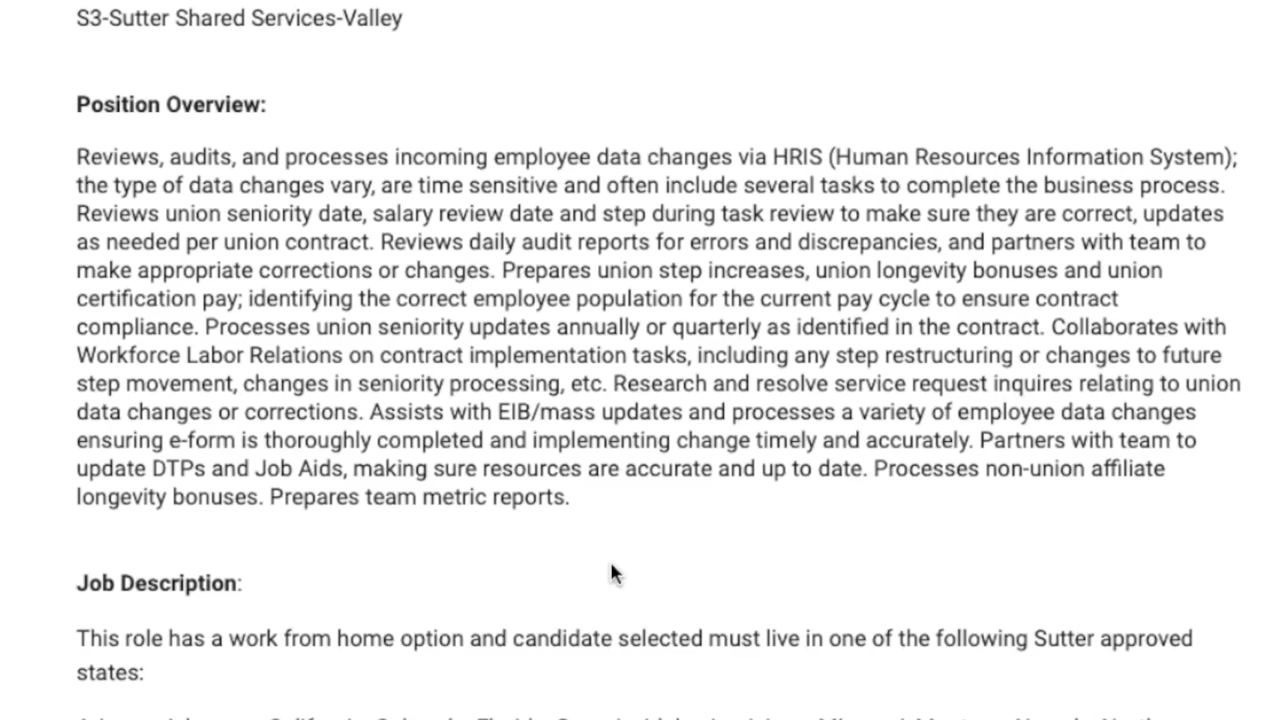 S3-Sutter Shared Services-Valley
Position Overview:
Reviews, audits, and processes incoming employee data changes via HRIS (Human Resources Information System);
the type of data changes vary, are time sensitive and often include several tasks to complete the business process.
Reviews union seniority date, salary review date and step during task review to make sure they are correct, updates
as needed per union contract. Reviews daily audit reports for errors and discrepancies, and partners with team to
make appropriate corrections or changes. Prepares union step increases, union longevity bonuses and union
certification pay; identifying the correct employee population for the current pay cycle to ensure contract
compliance. Processes union seniority updates annually or quarterly as identified in the contract. Collaborates with
Workforce Labor Relations on contract implementation tasks, including any step restructuring or changes to future
step movement, changes in seniority processing, etc. Research and resolve service request inquires relating to union
data changes or corrections. Assists with EIB/mass updates and processes a variety of employee data changes
ensuring e-form is thoroughly completed and implementing change timely and accurately. Partners with team to
update DTPs and Job Aids, making sure resources are accurate and up to date. Processes non-union affiliate
longevity bonuses. Prepares team metric reports.
Job Description:
This role has a work from home option and candidate selected must live in one of the following Sutter approved
states: